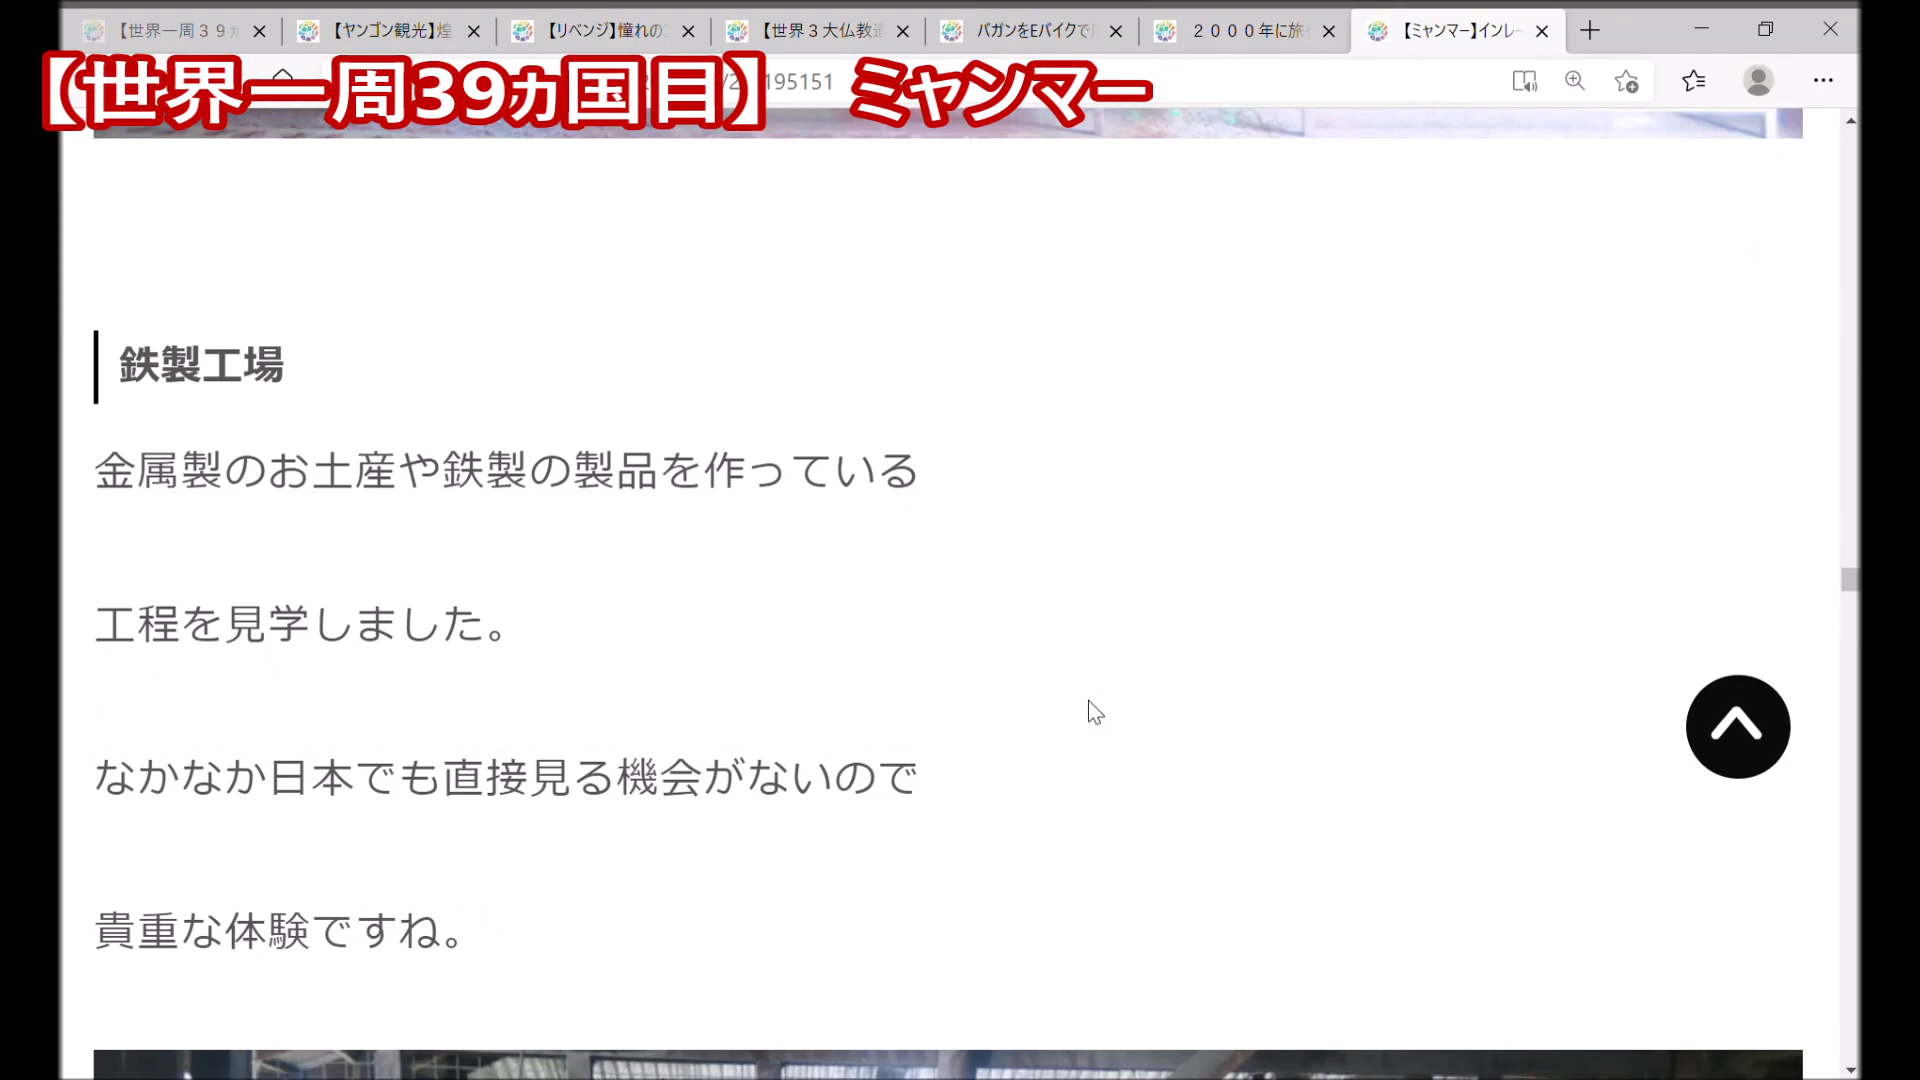 【世界一周３９カ
【ヤンゴン観光】煌
【リベンジ】憧れの
【世界３大仏教遺
バガンをEバイクで
２０００年に旅
【ミャンマー】インレー
【世界一周39ヵ国目】 ミャンマー
195151
鉄製工場
金属製のお土産や鉄製の製品を作っている
工程を見学しました。
なかなか日本でも直接見る機会がないので
貴重な体験ですね。